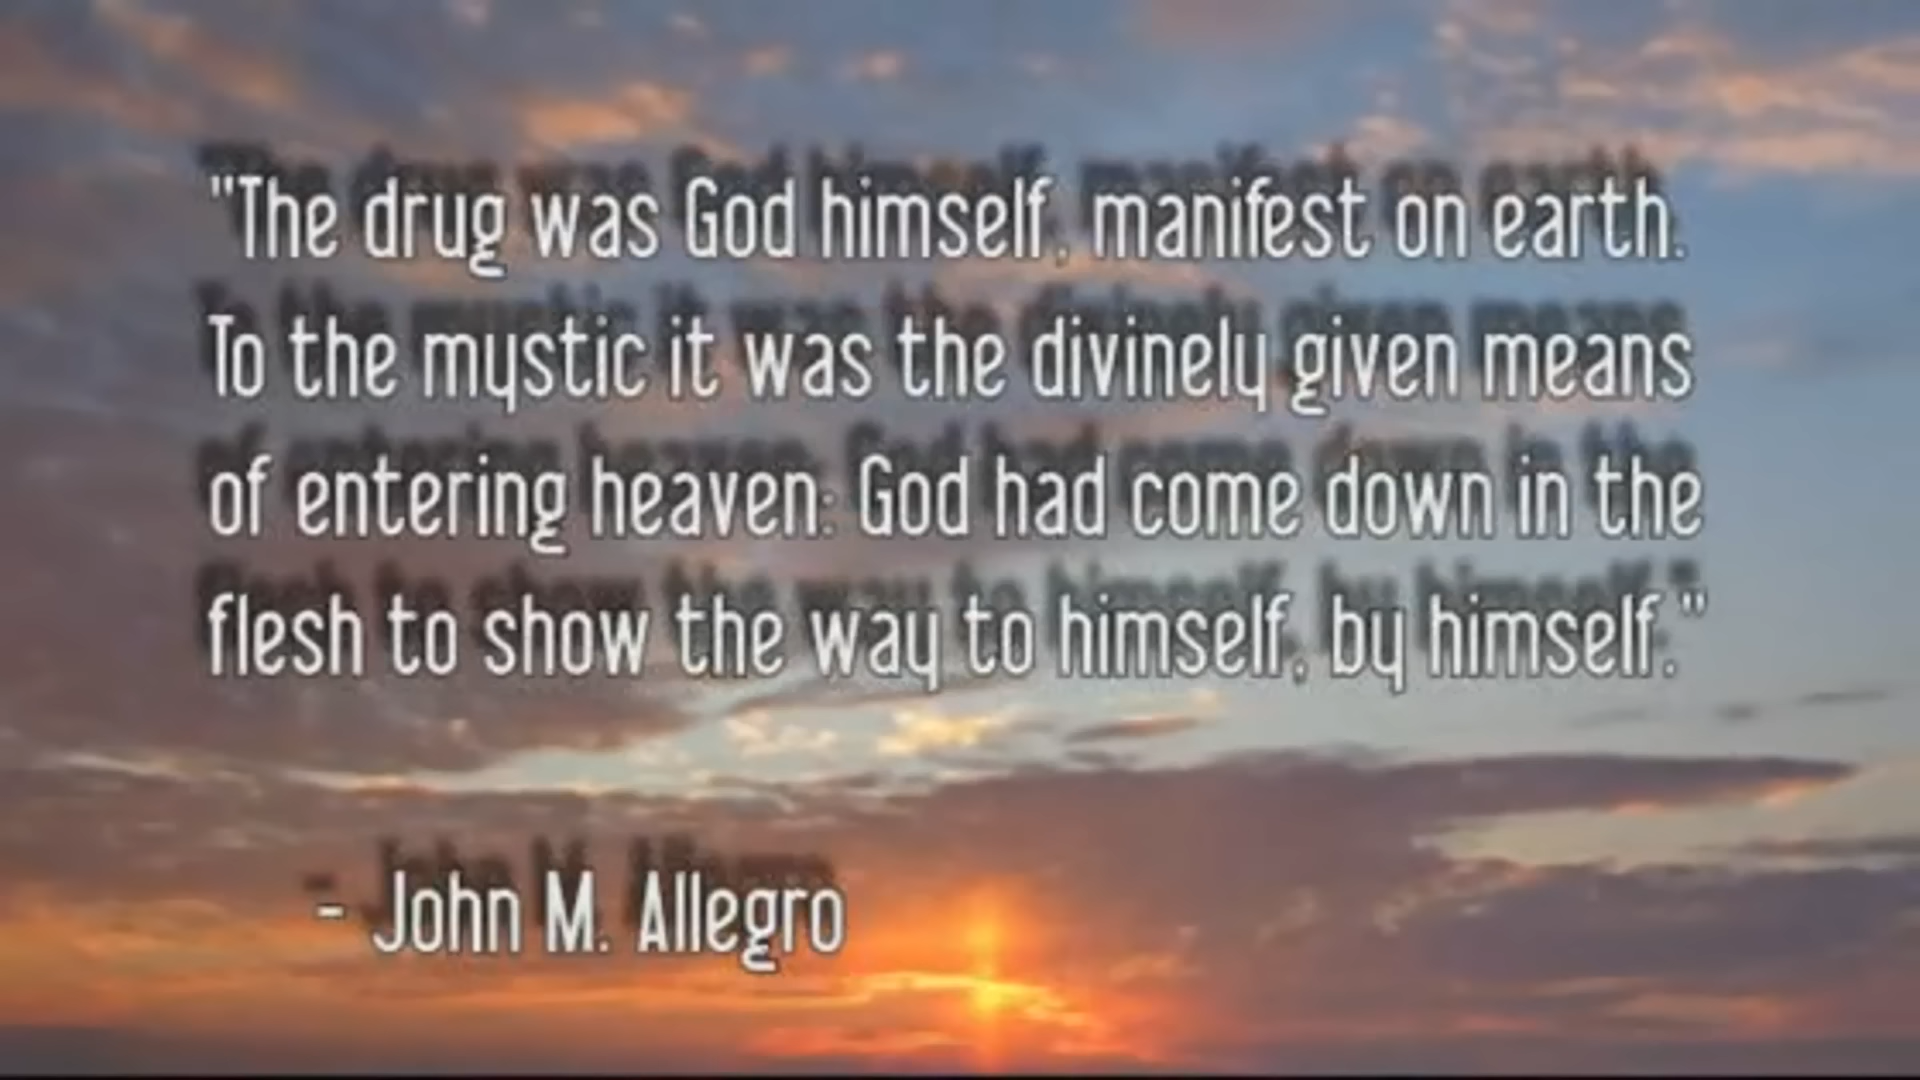 "The drug was God himself, manifest on earth.
To the mystic it was the divinely given means
of entering heaven: God had come down in the
flesh to show the way to himself, by himself."
- John M. Allegro